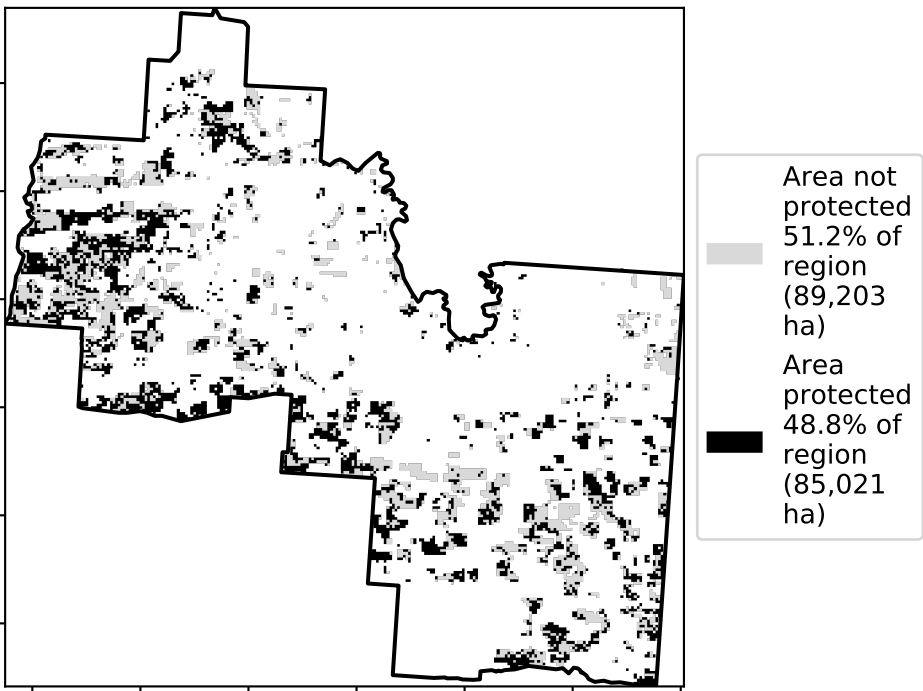 Area not
protected
51.2% of
region
(89,203
ha)
Area
protected
48.8% of
region
(85,021
ha)